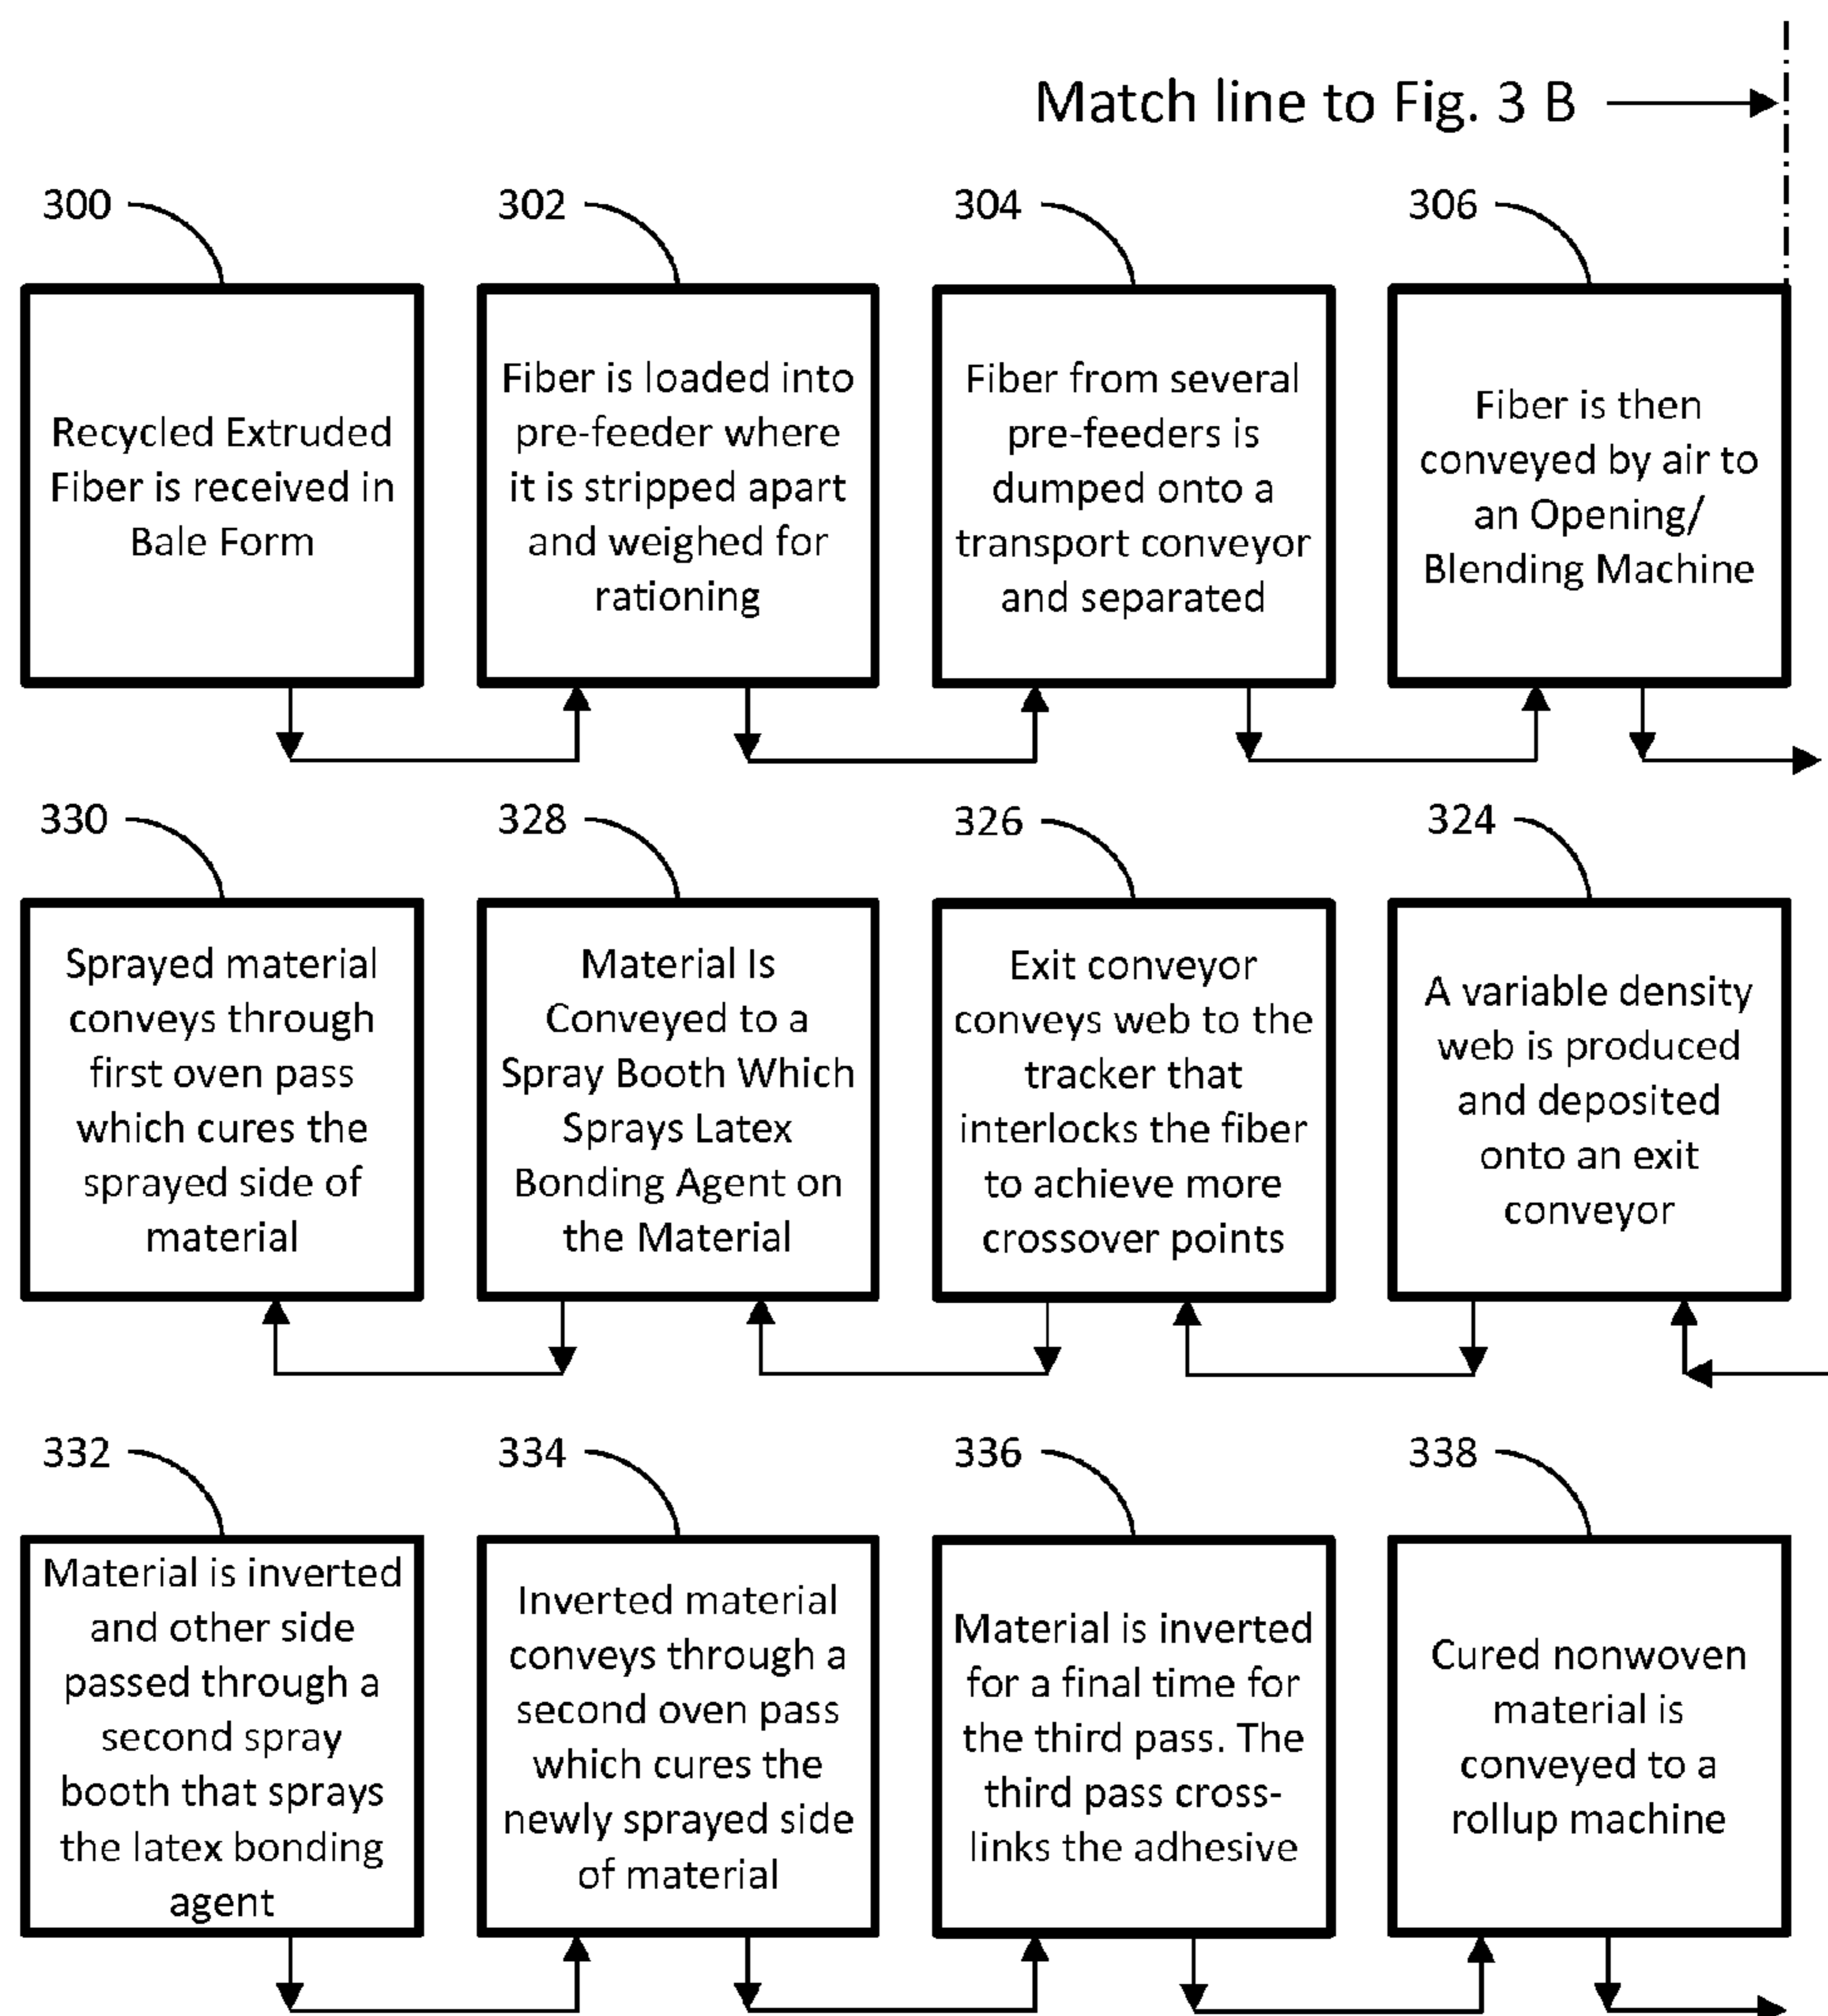 Match line to Fig. 3 B
300
302
304
306
Recycled Extruded
Fiber is received in
Bale Form
Fiber is loaded into
pre-feeder where
it is stripped apart
and weighed for
rationing
Fiber from several
pre-feeders is
dumped onto a
transport conveyor
and separated
Fiber is then
conveyed by air to
an Opening/
Blending Machine
330
328
326
324
Sprayed material
conveys through
first oven pass
which cures the
sprayed side of
material
Material Is
Conveyed to a
Spray Booth Which
Sprays Latex
Bonding Agent on
the Material
Exit conveyor
conveys web to the
tracker that
interlocks the fiber
to achieve more
crossover points
A variable density
web is produced
and deposited
onto an exit
conveyor
332
334
336
338
Material is inverted
and other side
passed through a
second spray
booth that sprays
the latex bonding
agent
Inverted material
conveys through a
second oven pass
which cures the
newly sprayed side
of material
Material is inverted
for a final time for
the third pass. The
third pass cross-
links the adhesive
Cured nonwoven
material is
conveyed to a
rollup machine